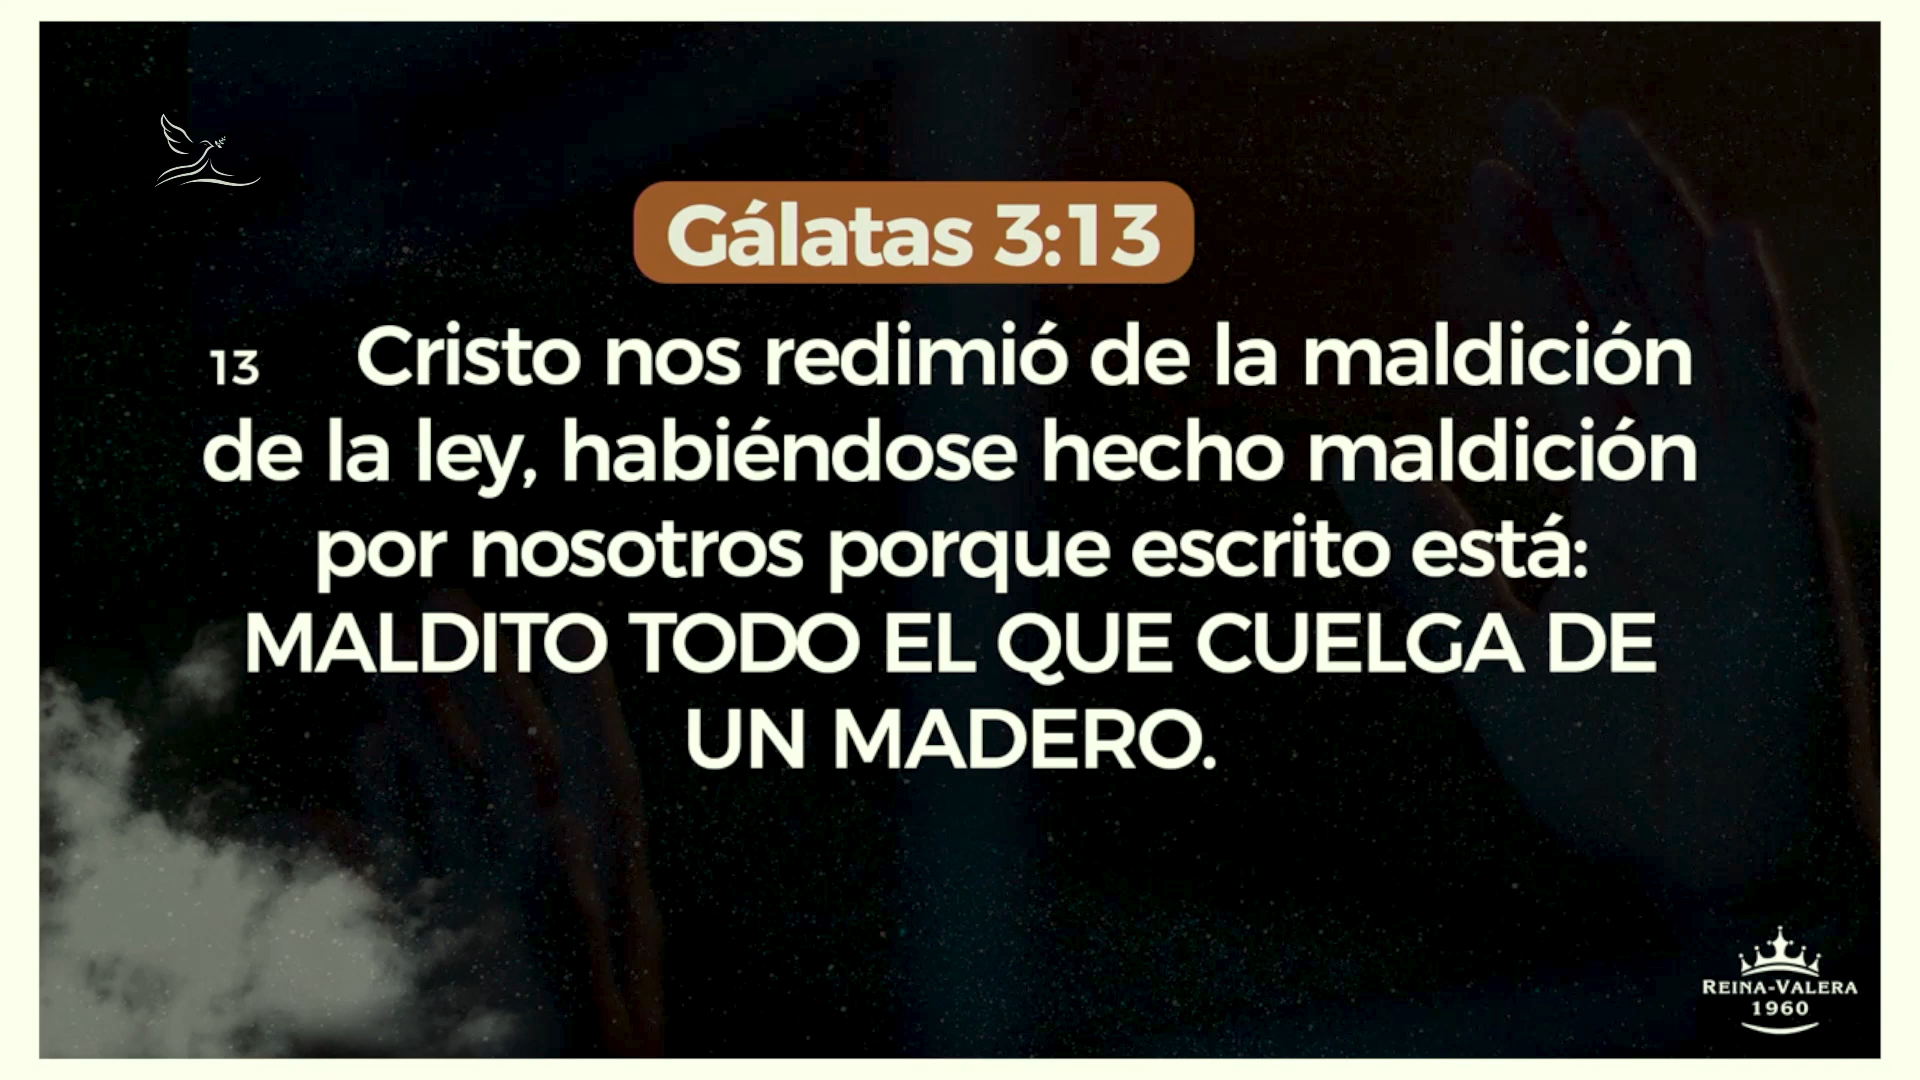 Gálatas 3:13
13 Cristo nos redimió de la maldición
de la ley, habiéndose hecho maldición
por nosotros porque escrito está:
MALDITO TODO EL QUE CUELGA DE
UN MADERO.
REINA-VALERA
1960